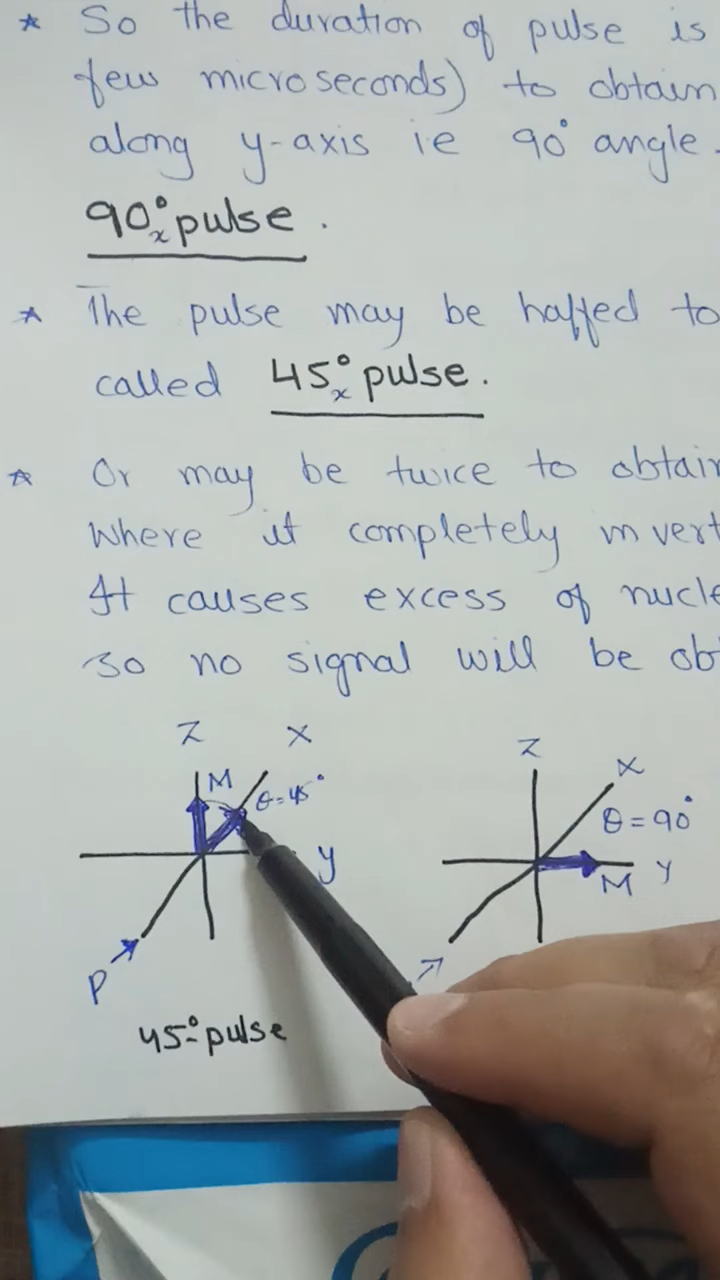 * So the duration of pulse is
few microseconds) to obtain
along y-axis ie 90° angle.
90°x pulse.
* The pulse may be haffed to
called 45°x pulse.
* Or may be twice to obtain
where it completely invert
It causes excess of nucle
so no signal will be ob
Z X
M θ=45°
y
P
45° pulse
Z X
θ=90°
M Y